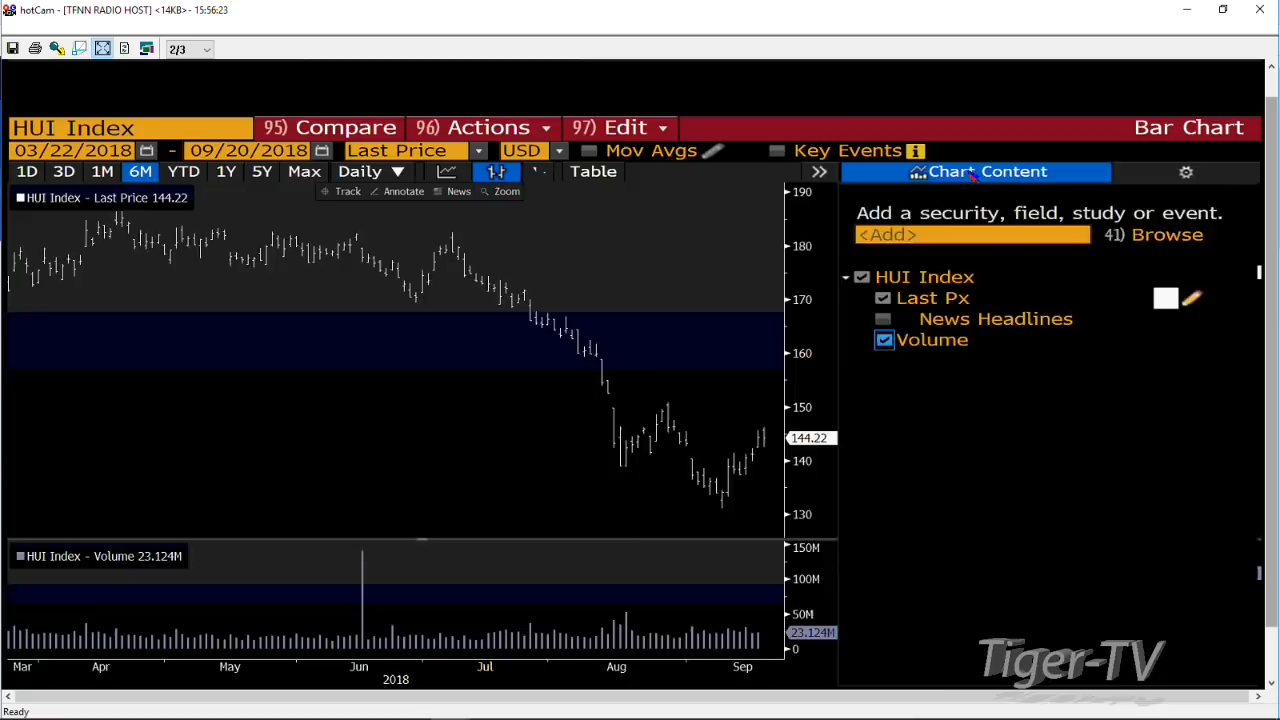 hotCam - [TFNN RADIO HOST] <14KB> - 15:56:23
2/3
HUI Index 95) Compare 96) Actions 97) Edit Bar Chart
03/22/2018 - 09/20/2018 Last Price USD Mov Avgs Key Events
1D 3D 1M 6M YTD 1Y 5Y Max Daily Table » Chart Content
Track Annotate News Zoom
HUI Index - Last Price 144.22
190
180
170
160
150
144.22
140
130
Add a security, field, study or event.
<Add> 41) Browse
HUI Index
Last Px
News Headlines
Volume
HUI Index - Volume 23.124M
150M
100M
50M
23.124M
0
Mar Apr May Jun Jul Aug Sep
2018
Tiger-TV
Ready